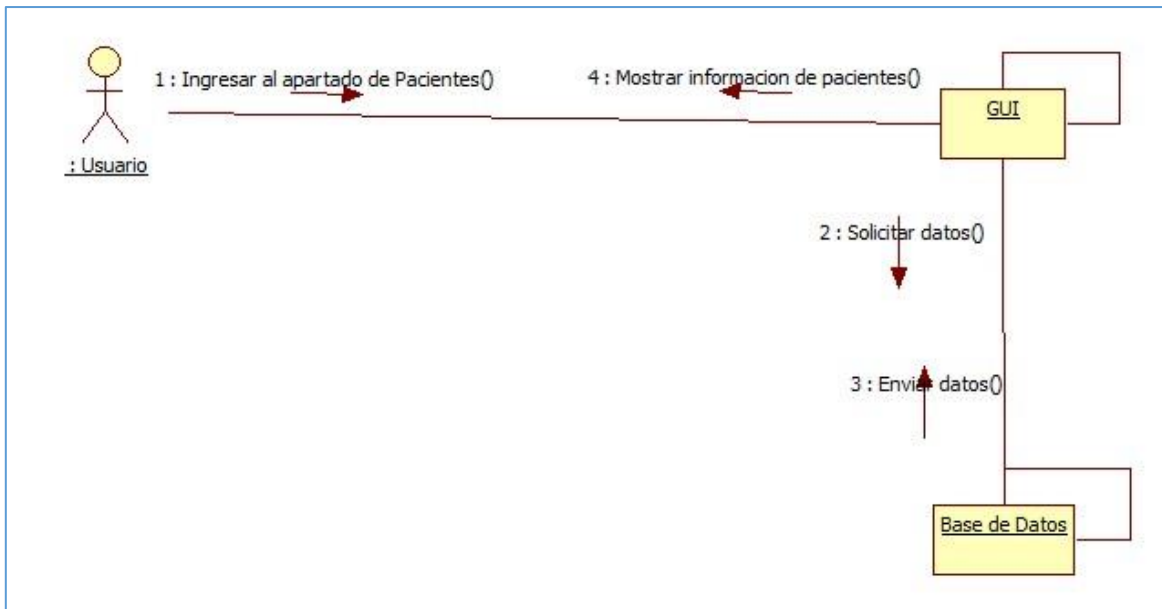 1 : Ingresar al apartado de Pacientes()
4 : Mostrar informacion de pacientes()
GUI
: Usuario
2 : Solicitar datos()
3 : Enviar datos()
Base de Datos